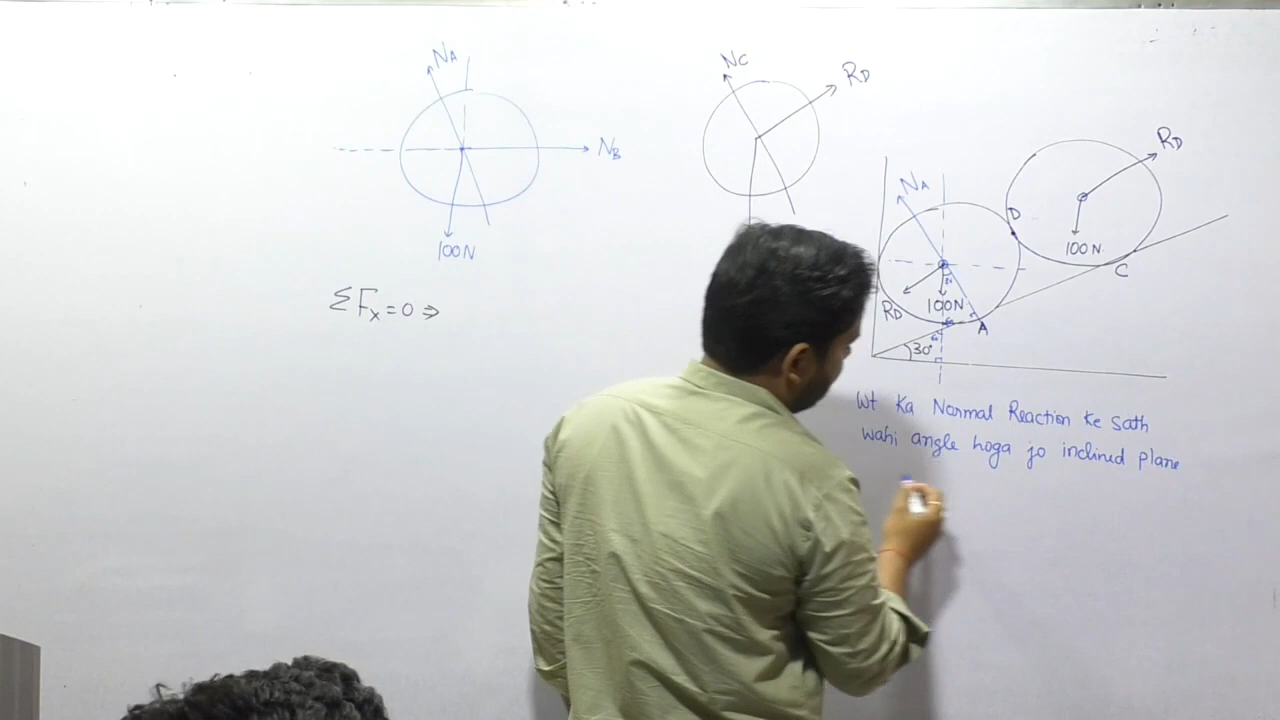 NA
NB
100N
ΣFx=0⇒
NC
RD
NA
RD
100N
30°
A
D
RD
100N
C
Wt Ka Normal Reaction Ke sath
wahi angle hoga jo inclined plane